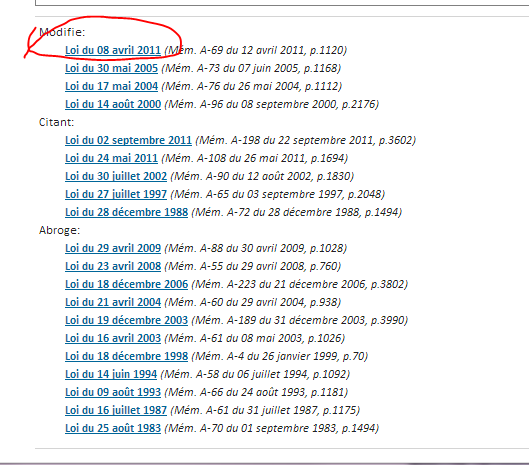 Modifie:
Loi du 08 avril 2011 (Mém. A-69 du 12 avril 2011, p.1120)
Loi du 30 mai 2005 (Mém. A-73 du 07 juin 2005, p.1168)
Loi du 17 mai 2004 (Mém. A-76 du 26 mai 2004, p.1112)
Loi du 14 août 2000 (Mém. A-96 du 08 septembre 2000, p.2176)
Citant:
Loi du 02 septembre 2011 (Mém. A-198 du 22 septembre 2011, p.3602)
Loi du 24 mai 2011 (Mém. A-108 du 26 mai 2011, p.1694)
Loi du 30 juillet 2002 (Mém. A-90 du 12 août 2002, p.1830)
Loi du 27 juillet 1997 (Mém. A-65 du 03 septembre 1997, p.2048)
Loi du 28 décembre 1988 (Mém. A-72 du 28 décembre 1988, p.1494)
Abroge:
Loi du 29 avril 2009 (Mém. A-88 du 30 avril 2009, p.1028)
Loi du 23 avril 2008 (Mém. A-55 du 29 avril 2008, p.760)
Loi du 18 décembre 2006 (Mém. A-223 du 21 décembre 2006, p.3802)
Loi du 21 avril 2004 (Mém. A-60 du 29 avril 2004, p.938)
Loi du 19 décembre 2003 (Mém. A-189 du 31 décembre 2003, p.3990)
Loi du 16 avril 2003 (Mém. A-61 du 08 mai 2003, p.1026)
Loi du 18 décembre 1998 (Mém. A-4 du 26 janvier 1999, p.70)
Loi du 14 juin 1994 (Mém. A-58 du 06 juillet 1994, p.1092)
Loi du 09 août 1993 (Mém. A-66 du 24 août 1993, p.1181)
Loi du 16 juillet 1987 (Mém. A-61 du 31 juillet 1987, p.1175)
Loi du 25 août 1983 (Mém. A-70 du 01 septembre 1983, p.1494)